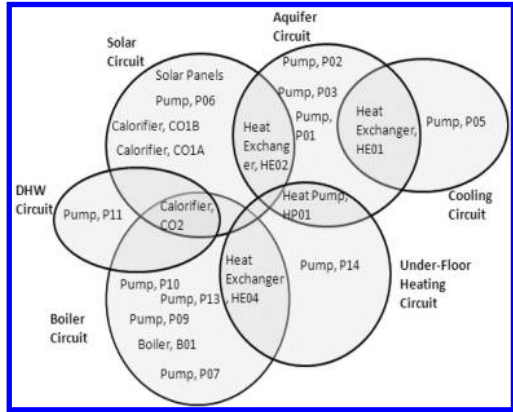 Aquifer
Circuit
Solar
Circuit
Pump, P02
Solar Panels
Pump, P03
Pump, P06
Pump,
P01
Calorifier, CO1B
Calorifier, CO1A
Heat
Exchang
er, HE02
Heat
Exchanger,
HE01
Pump, P05
DHW
Circuit
Pump, P11
Calorifier,
CO2
Heat Pump,
HP01
Cooling
Circuit
Heat
Exchanger
, HE04
Pump, P14
Under-Floor
Heating
Circuit
Pump, P10
Pump, P13
Pump, P09
Boiler
Circuit
Boiler, B01
Pump, P07